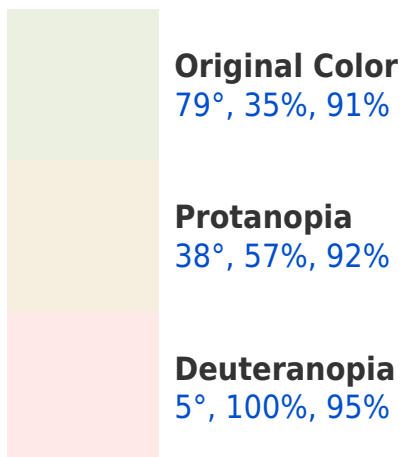 Original Color
79°, 35%, 91%
Protanopia
38°, 57%, 92%
Deuteranopia
5°, 100%, 95%